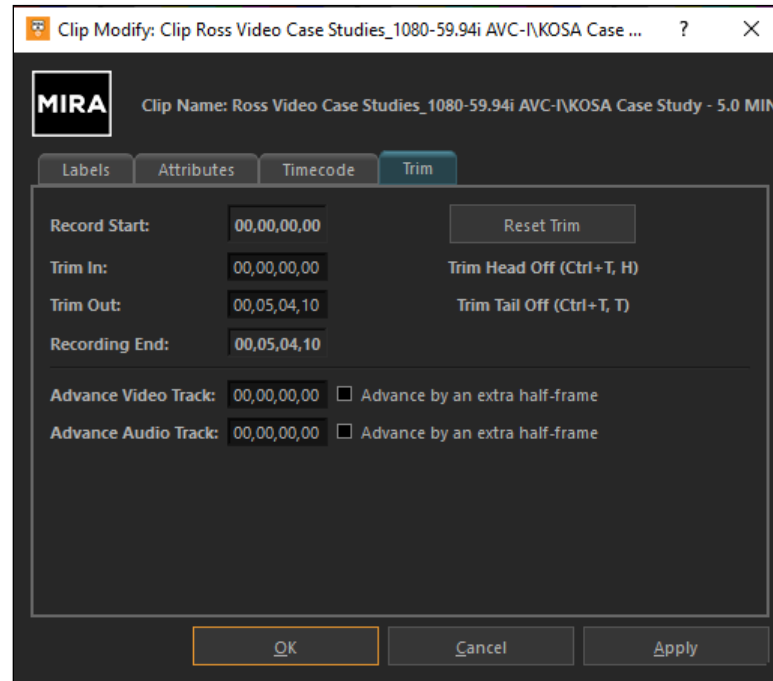 Clip Modify: Clip Ross Video Case Studies_1080-59.94i AVC-I\KOSA Case ... ? ×
MIRA
Clip Name: Ross Video Case Studies_1080-59.94i AVC-I\KOSA Case Study - 5.0 MIN
Labels Attributes Timecode Trim
Record Start: 00,00,00,00 Reset Trim
Trim In: 00,00,00,00 Trim Head Off (Ctrl+T, H)
Trim Out: 00,05,04,10 Trim Tail Off (Ctrl+T, T)
Recording End: 00,05,04,10
Advance Video Track: 00,00,00,00 Advance by an extra half-frame
Advance Audio Track: 00,00,00,00 Advance by an extra half-frame
OK Cancel Apply